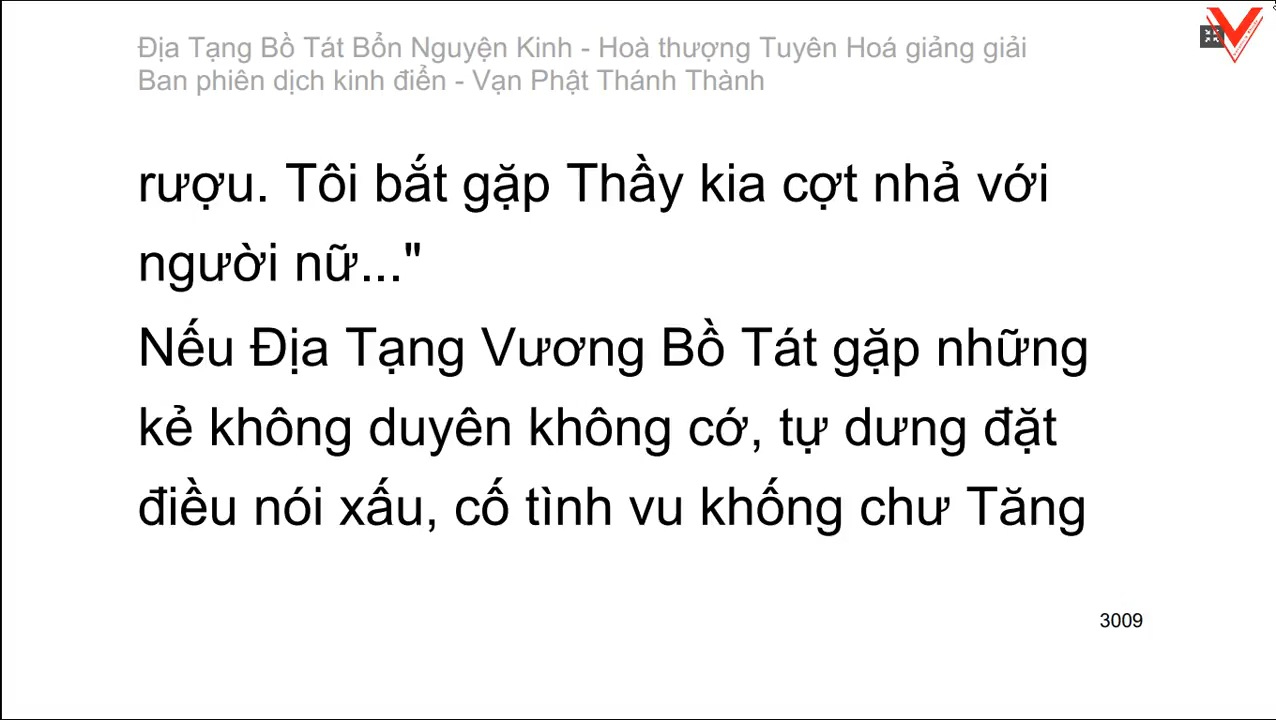 Địa Tạng Bồ Tát Bổn Nguyện Kinh - Hoà thượng Tuyên Hoá giảng giải
Ban phiên dịch kinh điển - Vạn Phật Thánh Thành
rượu. Tôi bắt gặp Thầy kia cợt nhả với
người nữ..."
Nếu Địa Tạng Vương Bồ Tát gặp những
kẻ không duyên không cớ, tự dưng đặt
điều nói xấu, cố tình vu khống chư Tăng
3009